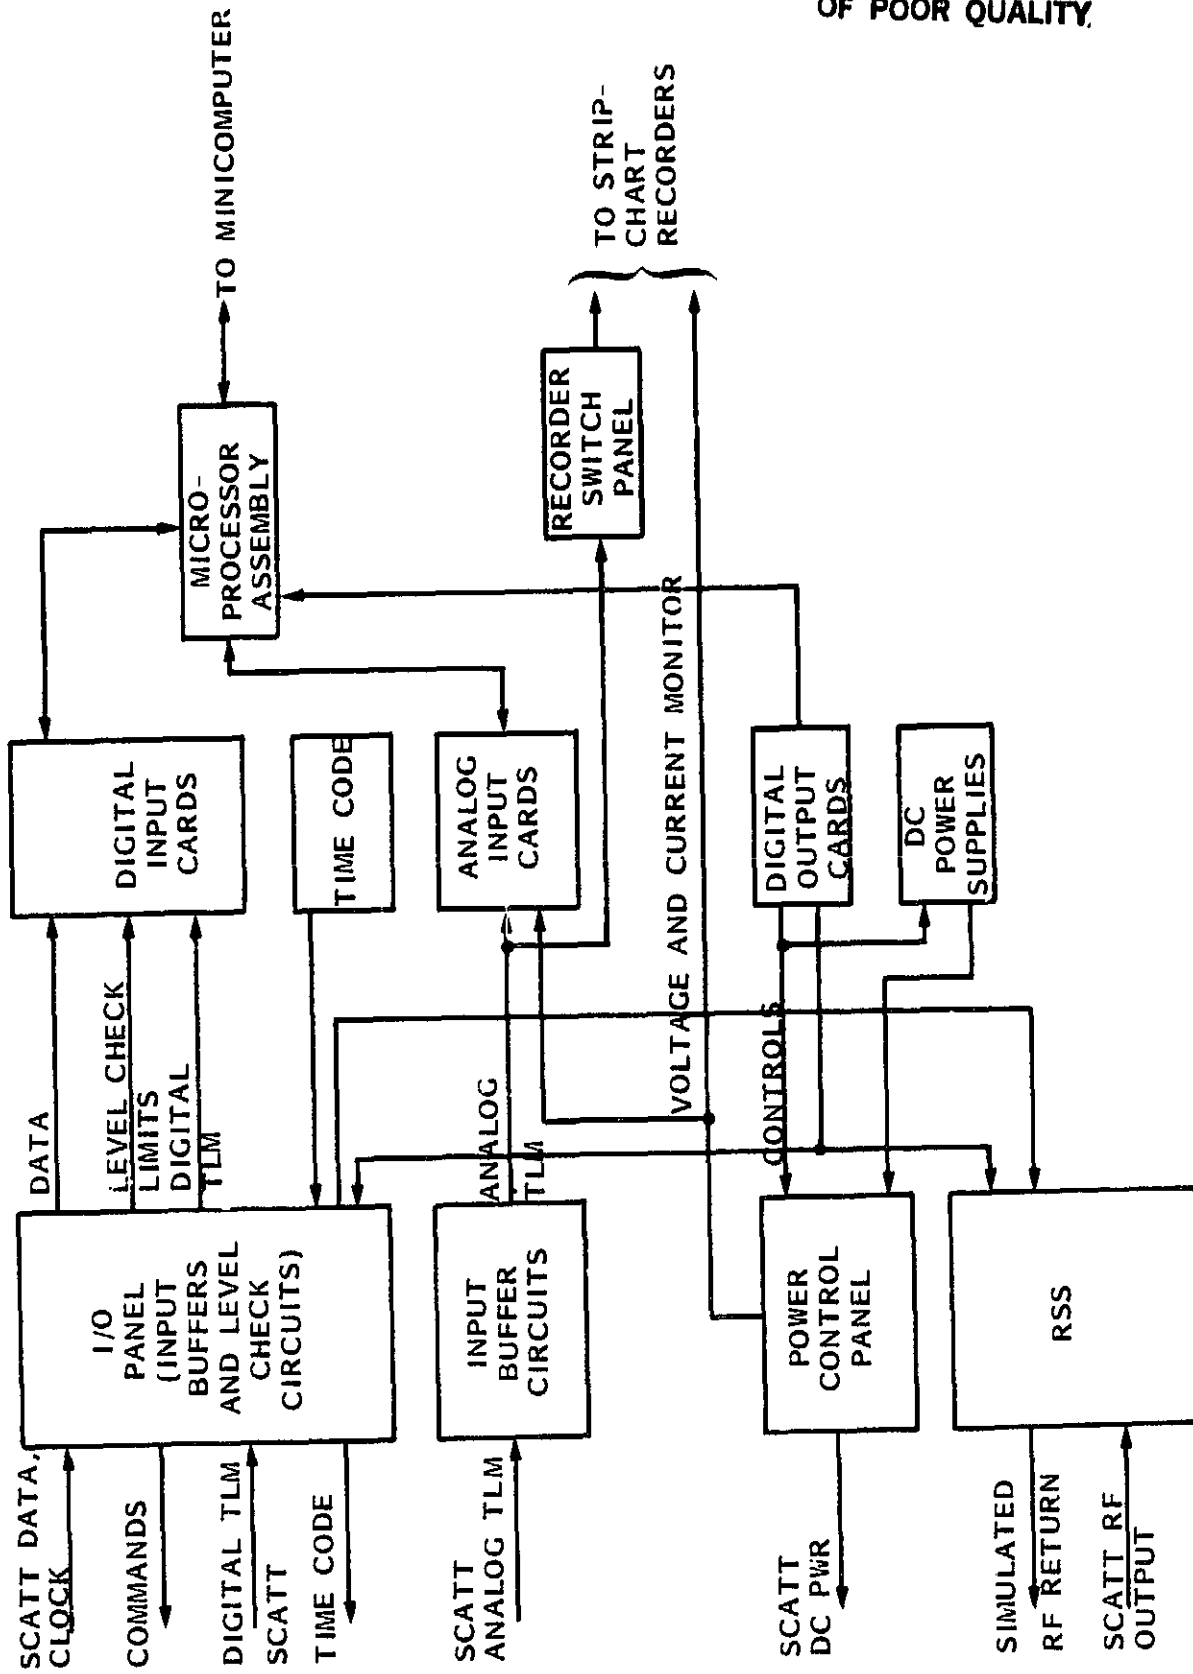 OF POOR QUALITY
SCATT DATA,
CLOCK
COMMANDS
DIGITAL TLM
SCATT
TIME CODE
I/O
PANEL
(INPUT
BUFFERS
AND LEVEL
CHECK
CIRCUITS)
DATA
LEVEL CHECK
LIMITS
DIGITAL
TLM
DIGITAL
INPUT
CARDS
TIME CODE
MICRO-
PROCESSOR
ASSEMBLY
TO MINICOMPUTER
SCATT
ANALOG TLM
INPUT
BUFFER
CIRCUITS
ANALOG
TLM
ANALOG
INPUT
CARDS
RECORDER
SWITCH
PANEL
TO STRIP-
CHART
RECORDERS
VOLTAGE AND CURRENT MONITOR
SCATT
DC PWR
POWER
CONTROL
PANEL
CONTROLS
DIGITAL
OUTPUT
CARDS
DC
POWER
SUPPLIES
SIMULATED
RF RETURN
SCATT RF
OUTPUT
RSS